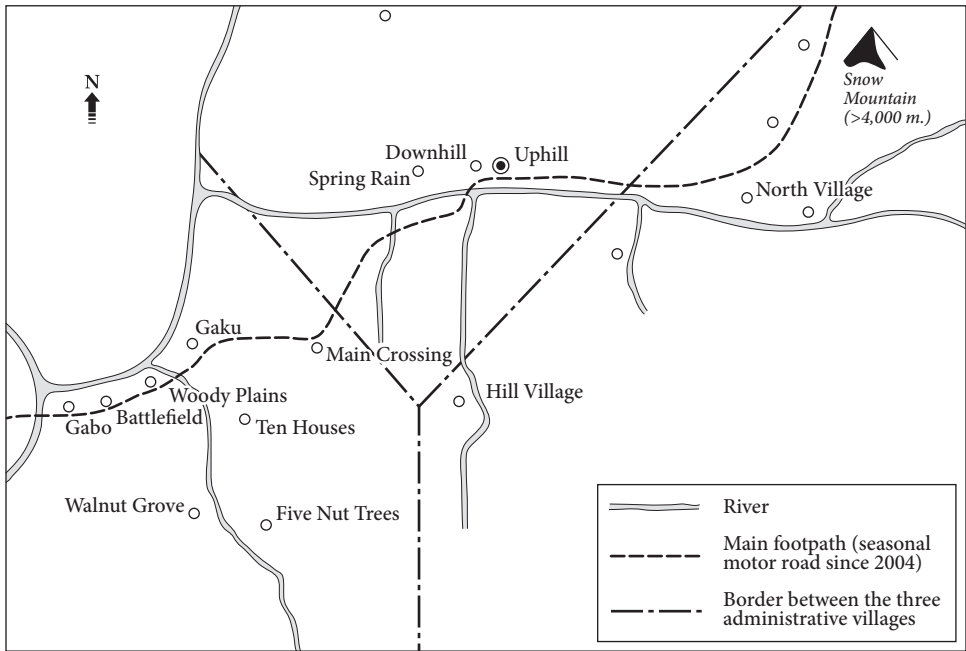 N
Snow
Mountain
(>4,000 m.)
Downhill
Uphill
Spring Rain
North Village
Gaku
Main Crossing
Woody Plains
Hill Village
Battlefield
Gabo
Ten Houses
Walnut Grove
Five Nut Trees
River
Main footpath (seasonal
motor road since 2004)
Border between the three
administrative villages